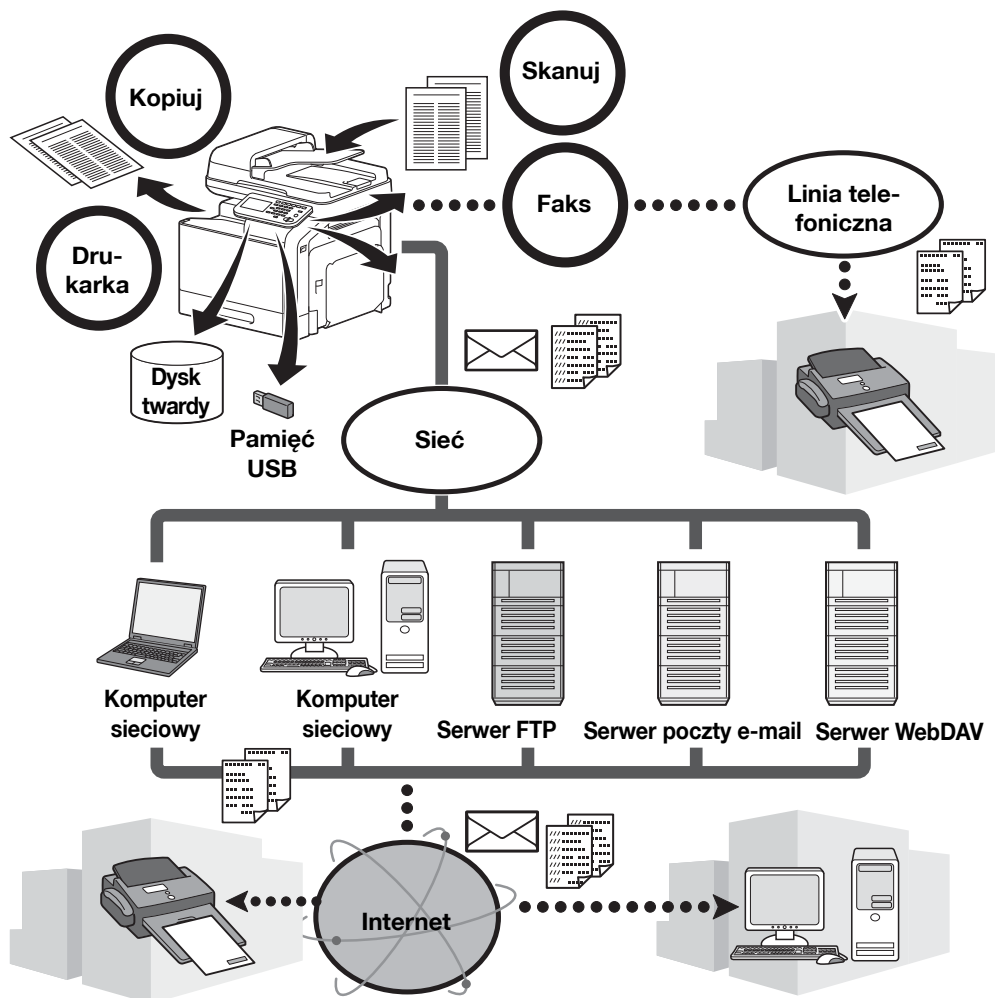 Skanuj
Kopiuj
Faks
Linia tele-
foniczna
Dru-
karka
Dysk
twardy
Pamięć
USB
Sieć
Komputer
sieciowy
Komputer
sieciowy
Serwer FTP
Serwer poczty e-mail
Serwer WebDAV
Internet